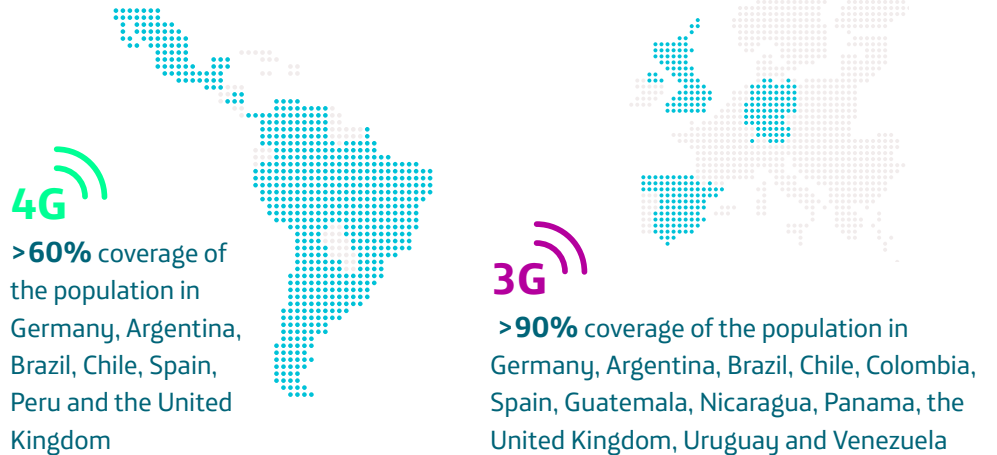 4G
>60% coverage of
the population in
Germany, Argentina,
Brazil, Chile, Spain,
Peru and the United
Kingdom
3G
>90% coverage of the population in
Germany, Argentina, Brazil, Chile, Colombia,
Spain, Guatemala, Nicaragua, Panama, the
United Kingdom, Uruguay and Venezuela